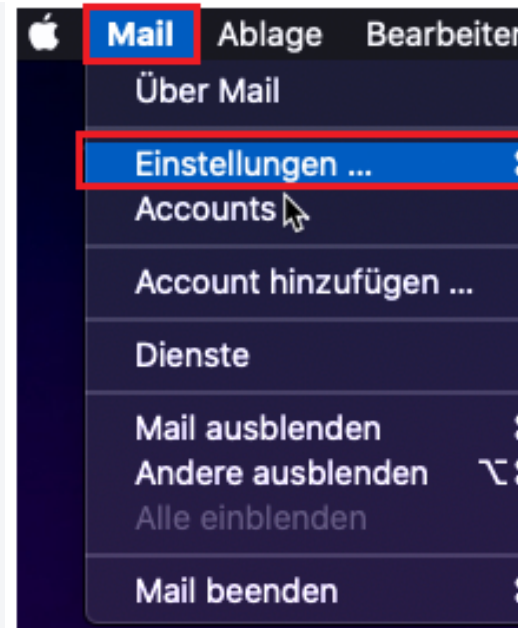 Mail Ablage Bearbeiten
Über Mail
Einstellungen ...
Accounts
Account hinzufügen ...
Dienste
Mail ausblenden
Andere ausblenden ⌥
Alle einblenden
Mail beenden